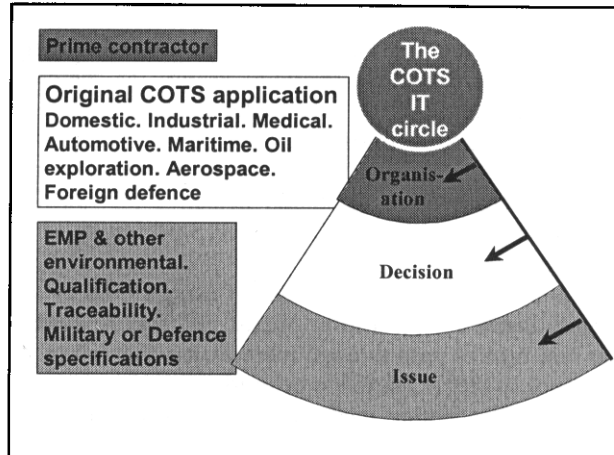 Prime contractor
Original COTS application
Domestic. Industrial. Medical.
Automotive. Maritime. Oil
exploration. Aerospace.
Foreign defence
EMP & other
environmental.
Qualification.
Traceability.
Military or Defence
specifications
The
COTS
IT
circle
Organis-
ation
Decision
Issue